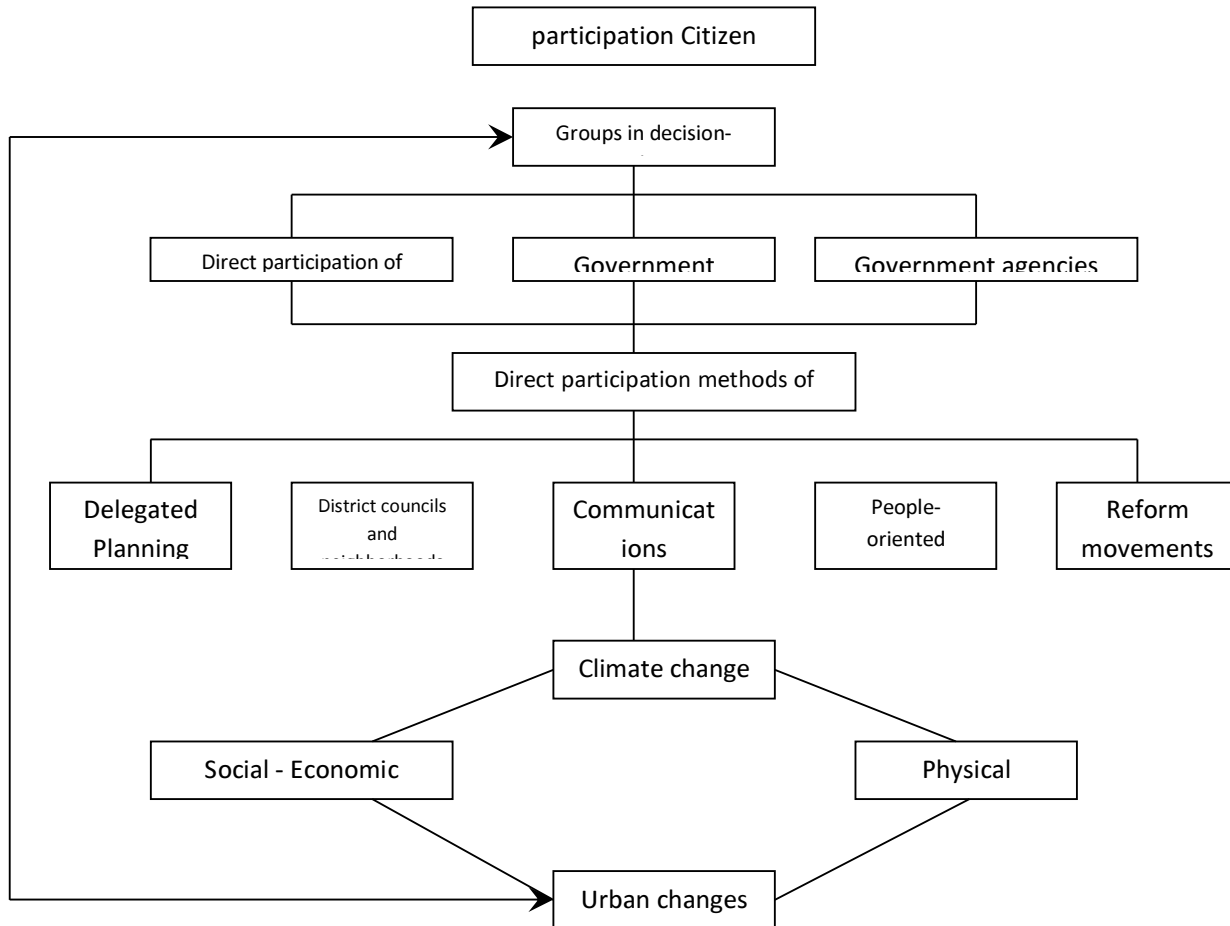 participation Citizen
Groups in decision-
Direct participation of
Government
Government agencies
Direct participation methods of
Delegated
Planning
District councils
and
neighborhoods
Communicat
ions
People-
oriented
Reform
movements
Climate change
Social - Economic
Physical
Urban changes